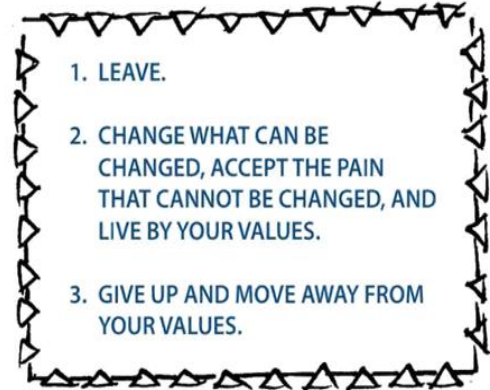 1. LEAVE.
2. CHANGE WHAT CAN BE
CHANGED, ACCEPT THE PAIN
THAT CANNOT BE CHANGED, AND
LIVE BY YOUR VALUES.
3. GIVE UP AND MOVE AWAY FROM
YOUR VALUES.